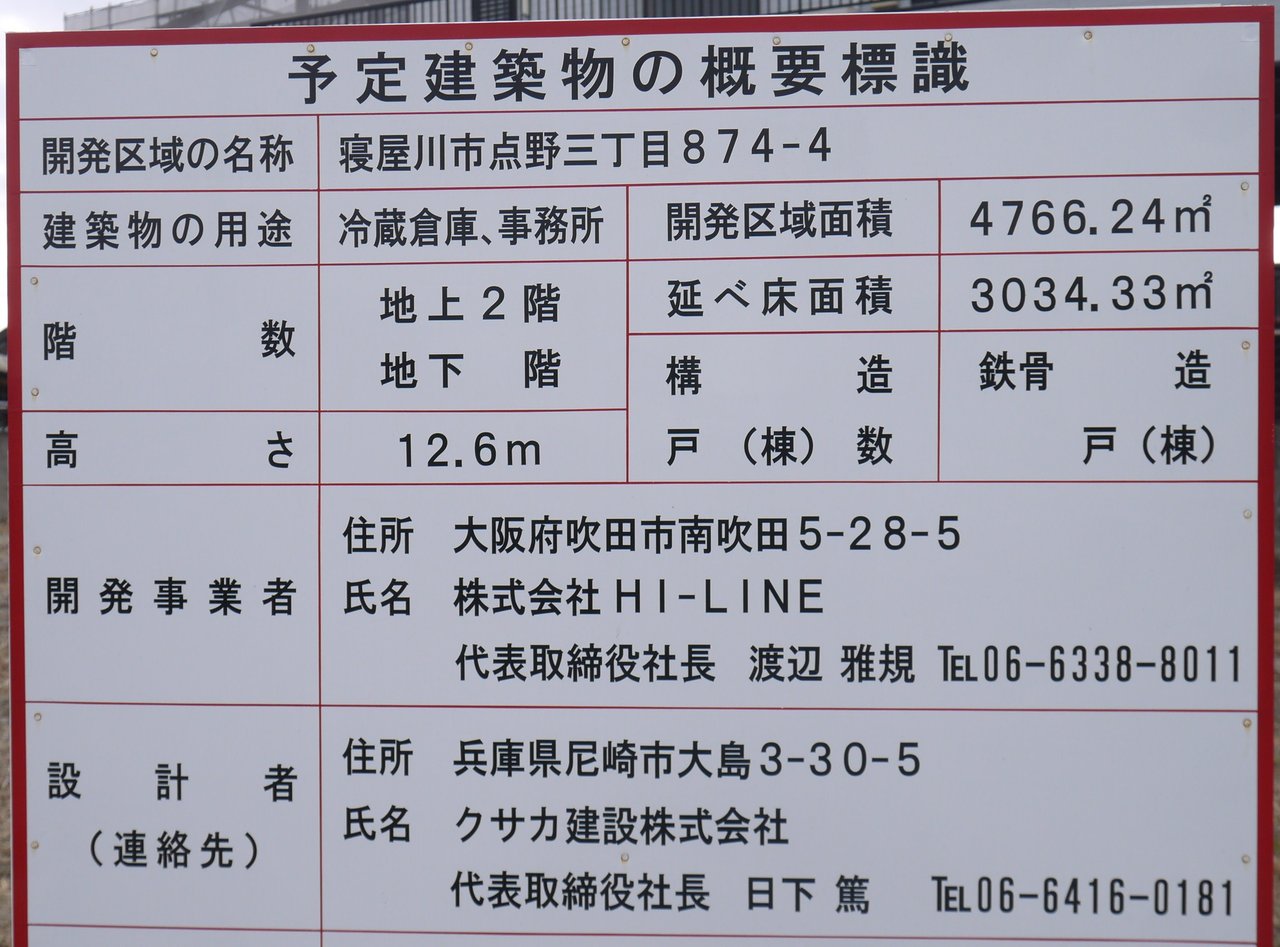 予定建築物の概要標識
開発区域の名称 寝屋川市点野三丁目874-4
建築物の用途 冷蔵倉庫、事務所 開発区域面積 4766.24㎡
階数 地上2階 延べ床面積 3034.33㎡
地下 階 構造 鉄骨 造
高さ 12.6m 戸(棟)数 戸(棟)
開発事業者 住所 大阪府吹田市南吹田5-28-5
氏名 株式会社HI-LINE
代表取締役社長 渡辺 雅規 TEL06-6338-8011
設計者 住所 兵庫県尼崎市大島3-30-5
(連絡先) 氏名 クサカ建設株式会社
代表取締役社長 日下 篤 TEL06-6416-0181